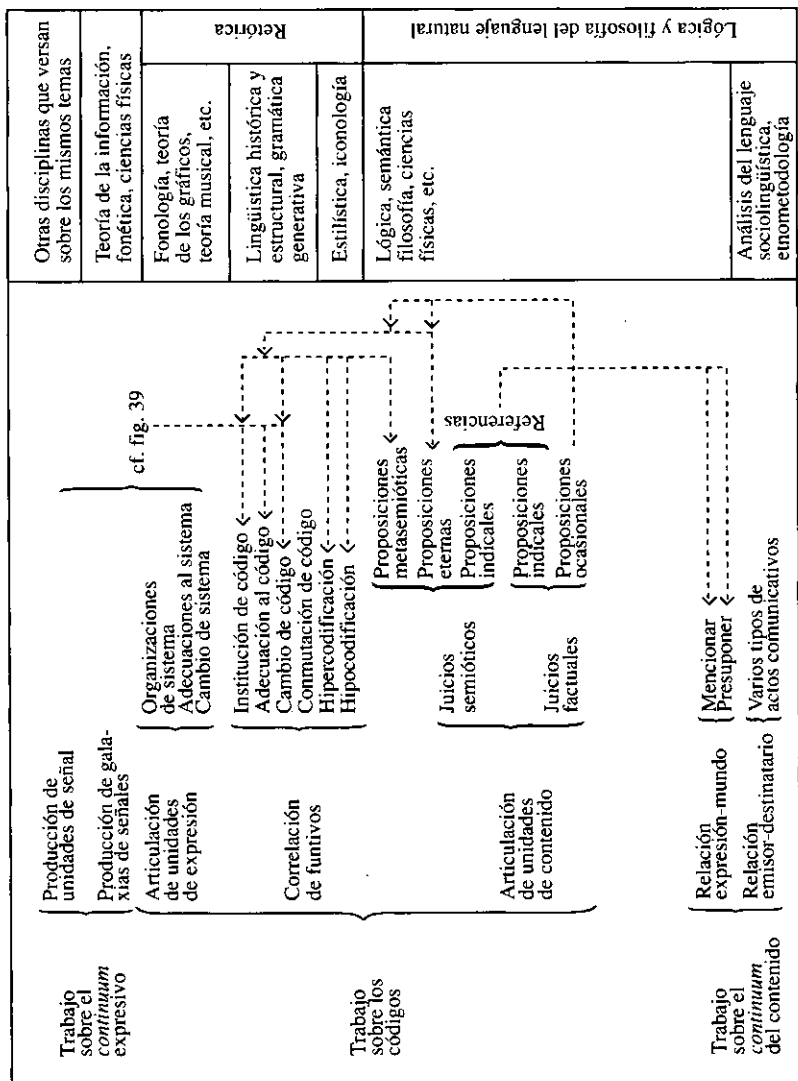 Trabajo
sobre el
continuum
expresivo
Producción de
unidades de señal
Producción de gala-
xias de señales
cf. fig. 39
Trabajo
sobre los
códigos
Articulación
de unidades
de expresión
Organizaciones
de sistema
Adecuaciones al sistema
Cambio de sistema
Correlación
de funtivos
Institución de código
Adecuación al código
Cambio de código
Conmutación de código
Hipercodificación
Hipocodificación
Articulación
de unidades
de contenido
Juicios
semióticos
Proposiciones
metasemióticas
Proposiciones
eternas
Proposiciones
indicales
Juicios
factuales
Proposiciones
indicales
Proposiciones
ocasionales
Referencias
Trabajo
sobre el
continuum
del contenido
Relación
expresión-mundo
Mencionar
Presuponer
Relación
emisor-destinatario
Varios tipos de
actos comunicativos
Otras disciplinas que versan
sobre los mismos temas
Teoría de la información,
fonética, ciencias físicas
Fonología, teoría
de los gráficos,
teoría musical, etc.
Lingüistica histórica y
estructural, gramática
generativa
Estilística, iconología
Lógica, semántica
filosofía, ciencias
físicas, etc.
Análisis del lenguaje
sociolingüística,
etnometodología
Retórica
Lógica y filosofía del lenguaje natural